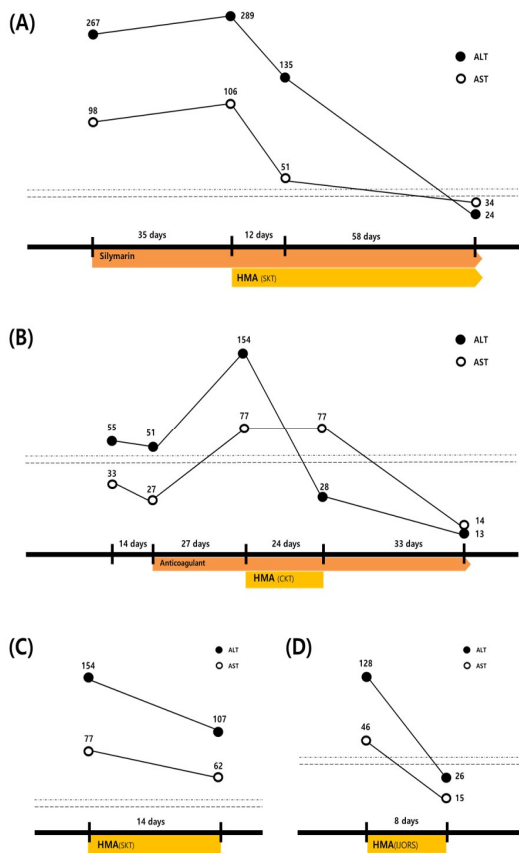 (A)
267
289
135
ALT
AST
98
106
51
34
24
35 days
12 days
58 days
Silymarin
HMA (SKT)
(B)
154
ALT
AST
55
51
77
77
33
27
28
14
13
14 days
27 days
24 days
33 days
Anticoagulant
HMA (CKT)
(C)
ALT
AST
154
107
77
62
14 days
HMA(SKT)
(D)
ALT
AST
128
46
26
15
8 days
HMA(UORS)